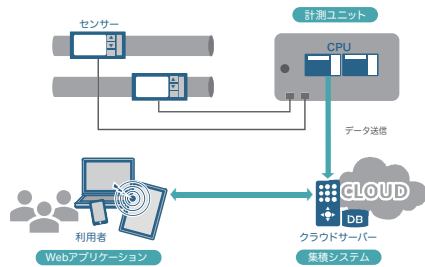 センサー
計測ユニット
CPU
データ送信
CLOUD
DB
利用者
クラウドサーバー
Webアプリケーション
集積システム